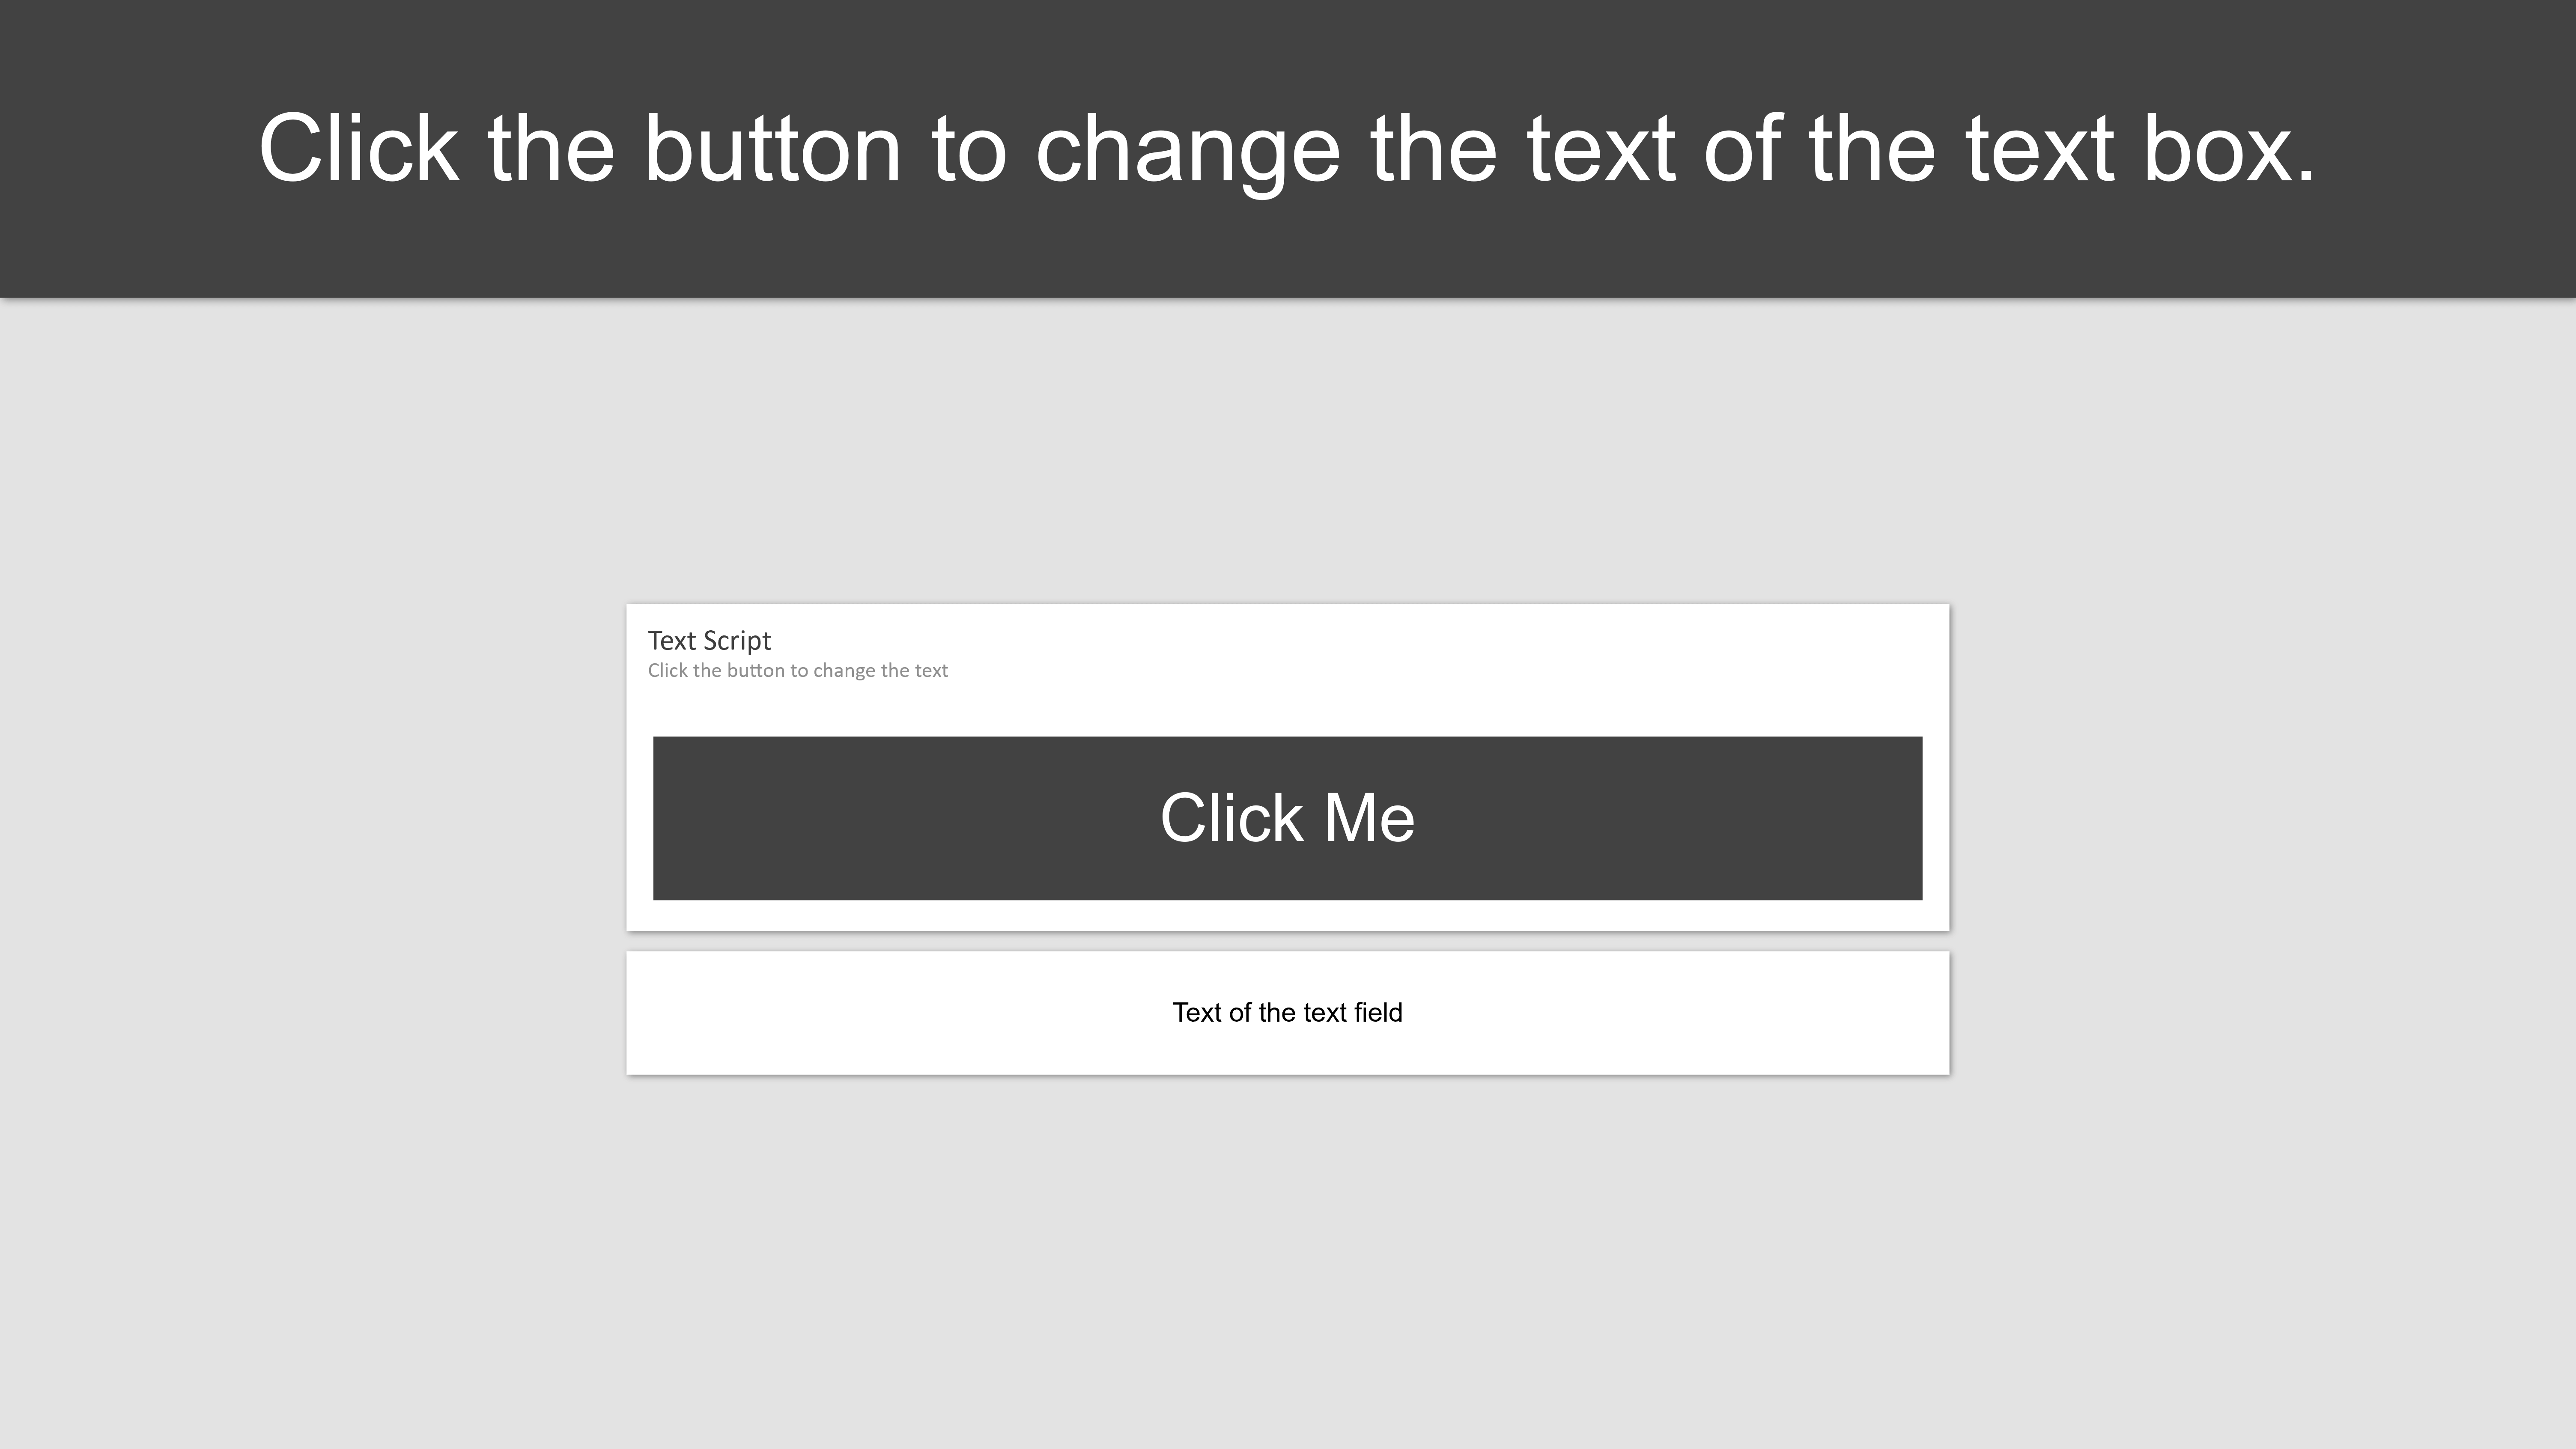 Click the button to change the text of the text box.
Text Script
Click the button to change the text
Click Me
Text of the text field